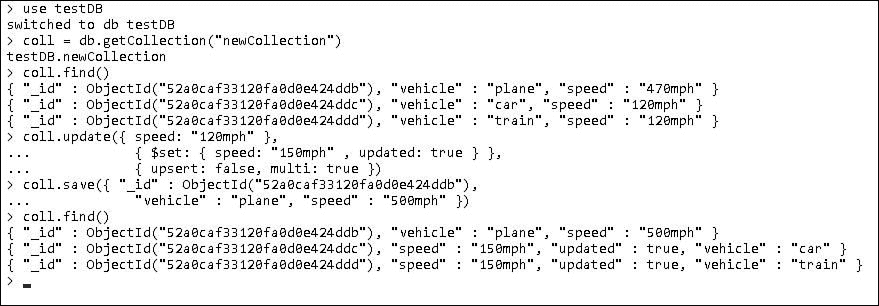 > use testDB
switched to db testDB
> coll = db.getCollection("newCollection")
testDB.newCollection
> coll.find()
{ "_id" : ObjectId("52a0caf33120fa0d0e424ddb"), "vehicle" : "plane", "speed" : "470mph" }
{ "_id" : ObjectId("52a0caf33120fa0d0e424ddc"), "vehicle" : "car", "speed" : "120mph" }
{ "_id" : ObjectId("52a0caf33120fa0d0e424ddd"), "vehicle" : "train", "speed" : "120mph" }
> coll.update({ speed: "120mph" },
...             { $set: { speed: "150mph" , updated: true } },
...             { upsert: false, multi: true })
> coll.save({ "_id" : ObjectId("52a0caf33120fa0d0e424ddb"),
...             "vehicle" : "plane", "speed" : "500mph" })
> coll.find()
{ "_id" : ObjectId("52a0caf33120fa0d0e424ddb"), "vehicle" : "plane", "speed" : "500mph" }
{ "_id" : ObjectId("52a0caf33120fa0d0e424ddc"), "speed" : "150mph", "updated" : true, "vehicle" : "car" }
{ "_id" : ObjectId("52a0caf33120fa0d0e424ddd"), "speed" : "150mph", "updated" : true, "vehicle" : "train" }
> _